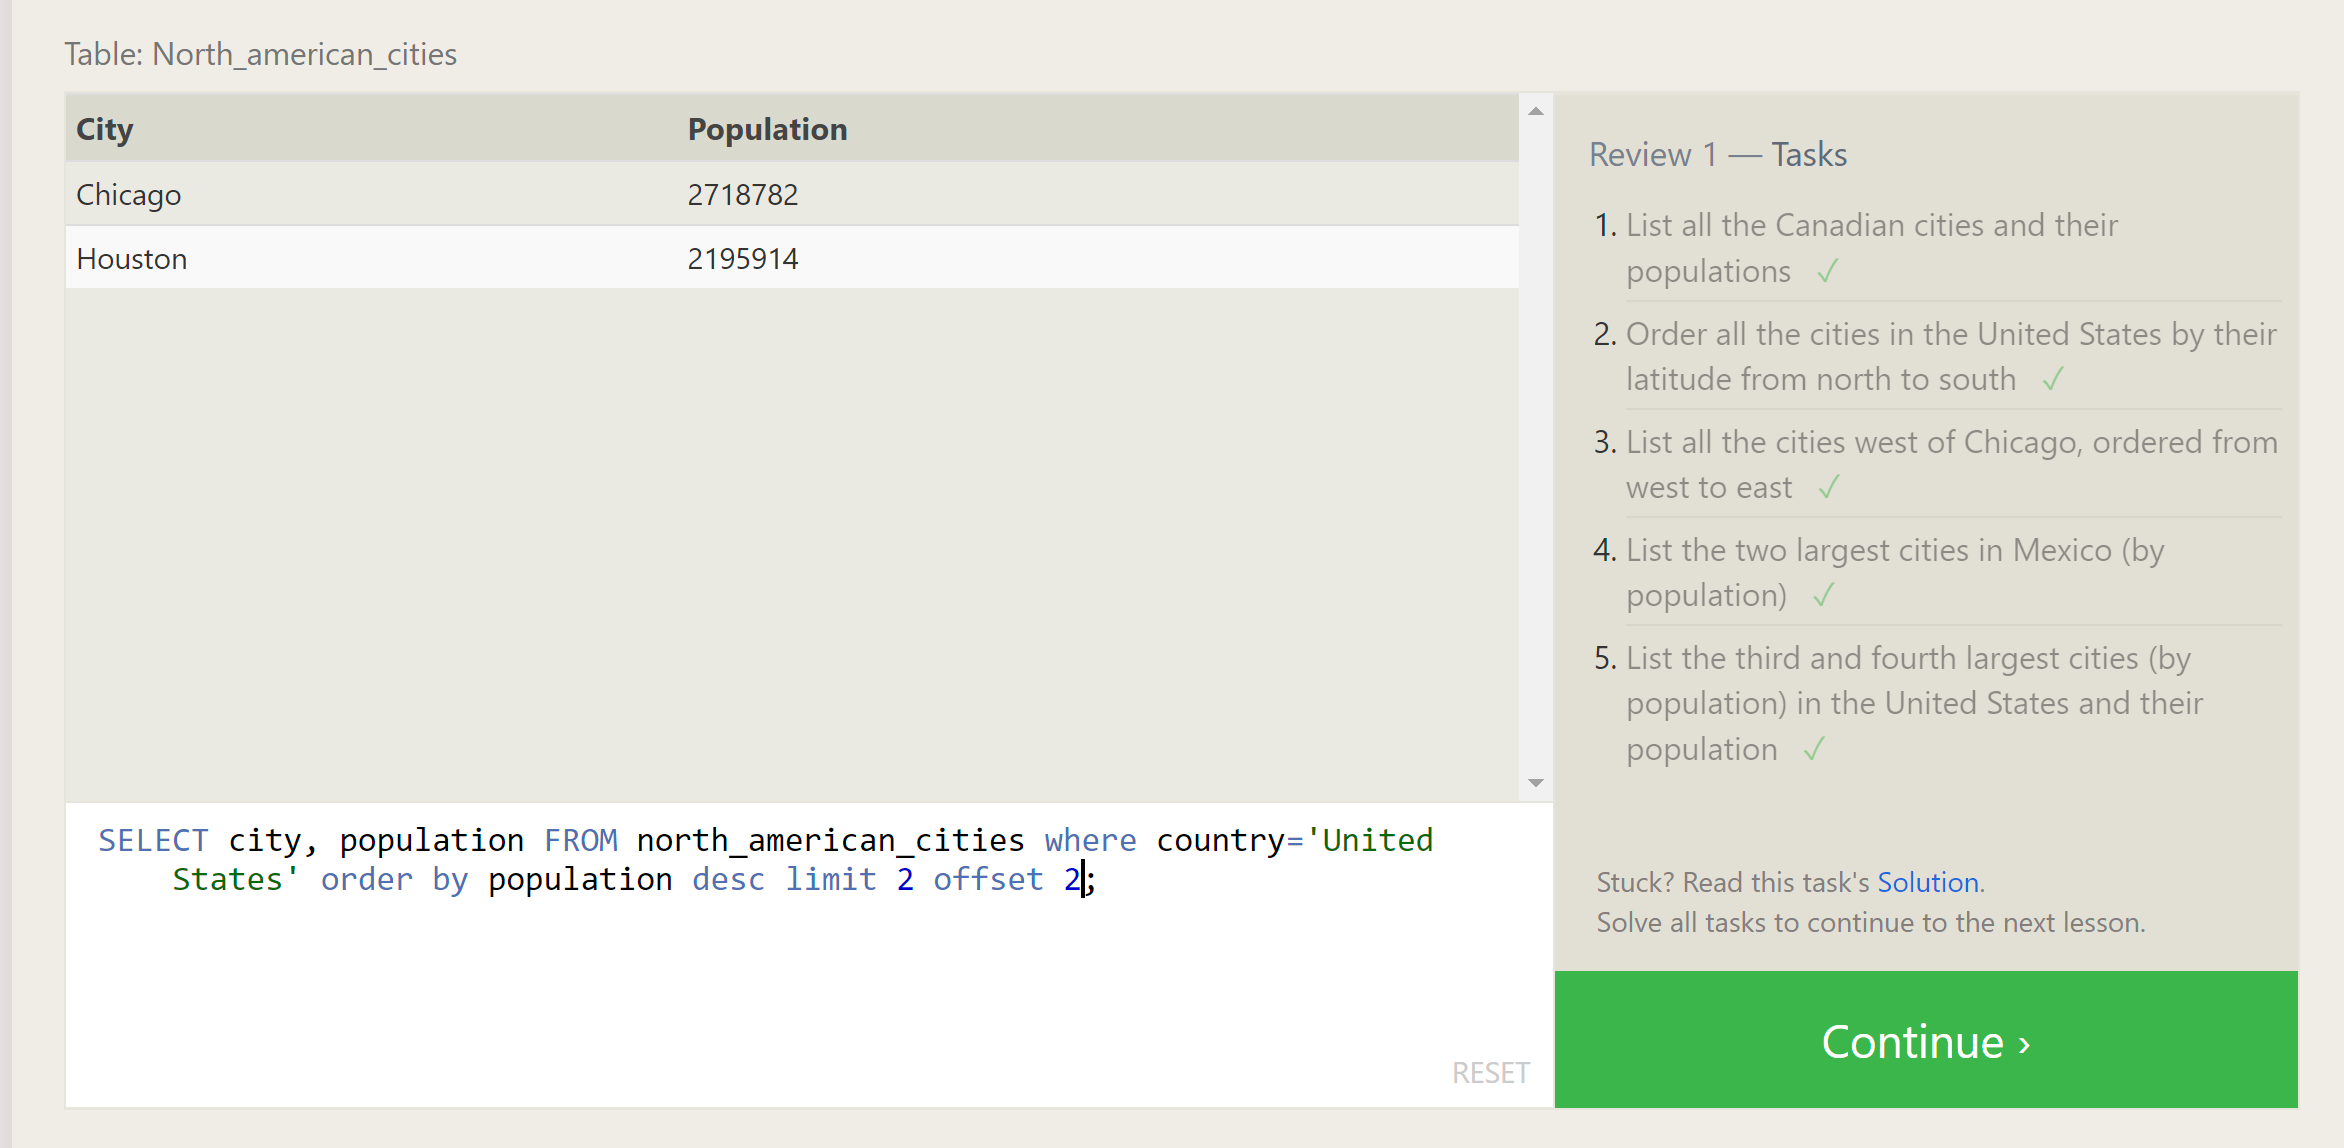 Table: North_american_cities
City Population
Chicago 2718782
Houston 2195914
SELECT city, population FROM north_american_cities where country='United
States' order by population desc limit 2 offset 2;
RESET
Review 1 — Tasks
1. List all the Canadian cities and their
populations ✓
2. Order all the cities in the United States by their
latitude from north to south ✓
3. List all the cities west of Chicago, ordered from
west to east ✓
4. List the two largest cities in Mexico (by
population) ✓
5. List the third and fourth largest cities (by
population) in the United States and their
population ✓
Stuck? Read this task's Solution.
Solve all tasks to continue to the next lesson.
Continue ›